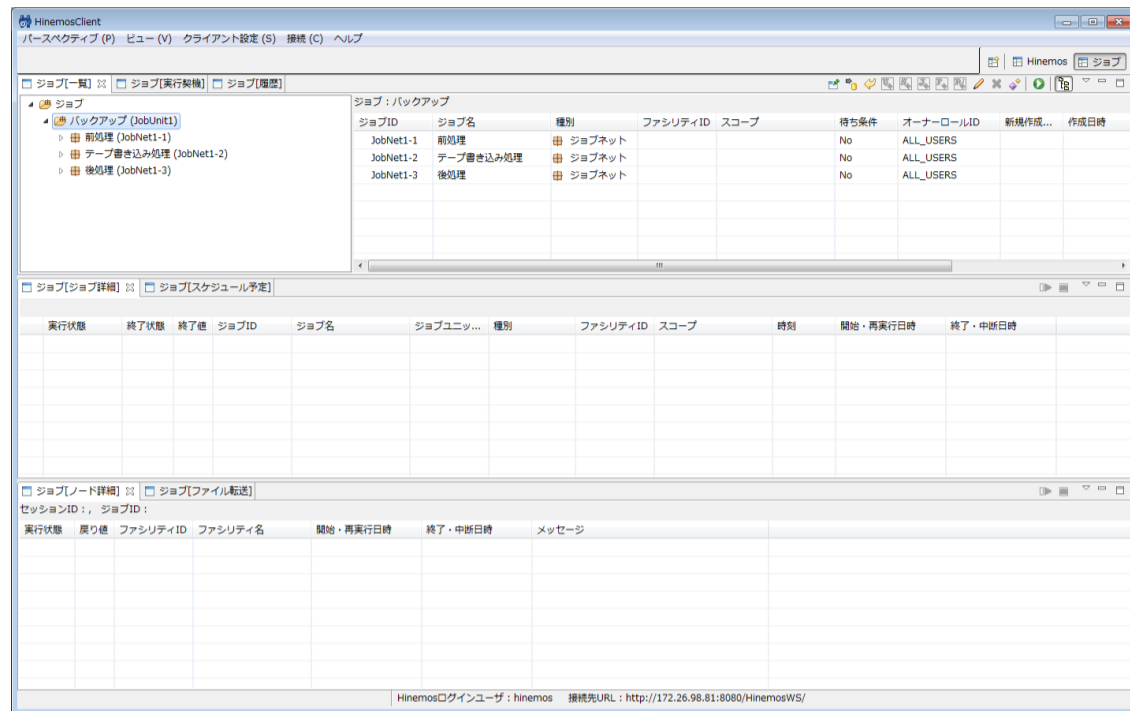 HinemosClient
パースペクティブ (P) ビュー (V) クライアント設定 (S) 接続 (C) ヘルプ
Hinemos ジョブ
ジョブ[一覧] ジョブ[実行契機] ジョブ[履歴]
ジョブ
バックアップ (JobUnit1)
前処理 (JobNet1-1)
テープ書き込み処理 (JobNet1-2)
後処理 (JobNet1-3)
ジョブ : バックアップ
ジョブID ジョブ名 種別 ファシリティID スコープ 待ち条件 オーナーロールID 新規作成... 作成日時
JobNet1-1 前処理 ジョブネット No ALL_USERS
JobNet1-2 テープ書き込み処理 ジョブネット No ALL_USERS
JobNet1-3 後処理 ジョブネット No ALL_USERS
ジョブ[ジョブ詳細] ジョブ[スケジュール予定]
実行状態 終了状態 終了値 ジョブID ジョブ名 ジョブユニッ... 種別 ファシリティID スコープ 時刻 開始・再実行日時 終了・中断日時
ジョブ[ノード詳細] ジョブ[ファイル転送]
セッションID : , ジョブID :
実行状態 戻り値 ファシリティID ファシリティ名 開始・再実行日時 終了・中断日時 メッセージ
Hinemosログインユーザ : hinemos 接続先URL : http://172.26.98.81:8080/HinemosWS/